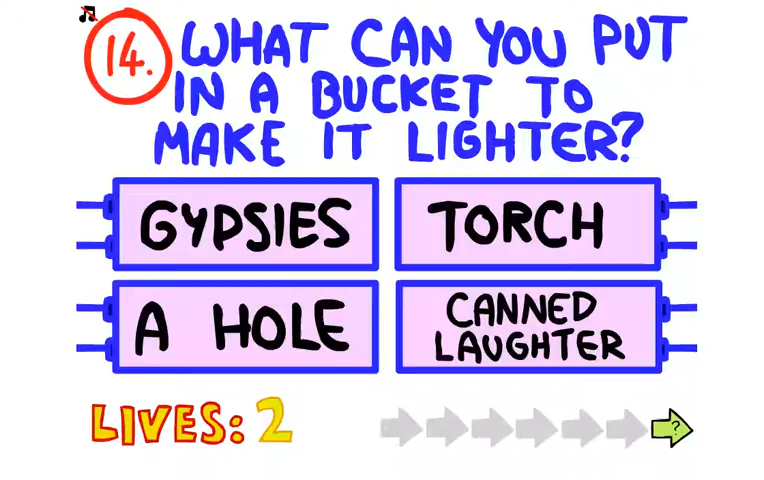 14. WHAT CAN YOU PUT
IN A BUCKET TO
MAKE IT LIGHTER?
GYPSIES
TORCH
A HOLE
CANNED
LAUGHTER
LIVES: 2
?